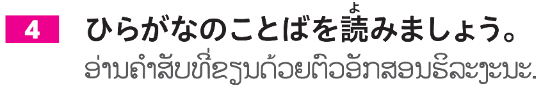 4 ひらがなのことばを読みましょう。
ອ່ານຄຳສັບທີ່ຂຽນດ້ວຍຕົວອັກສອນຮິລະງະນະ.